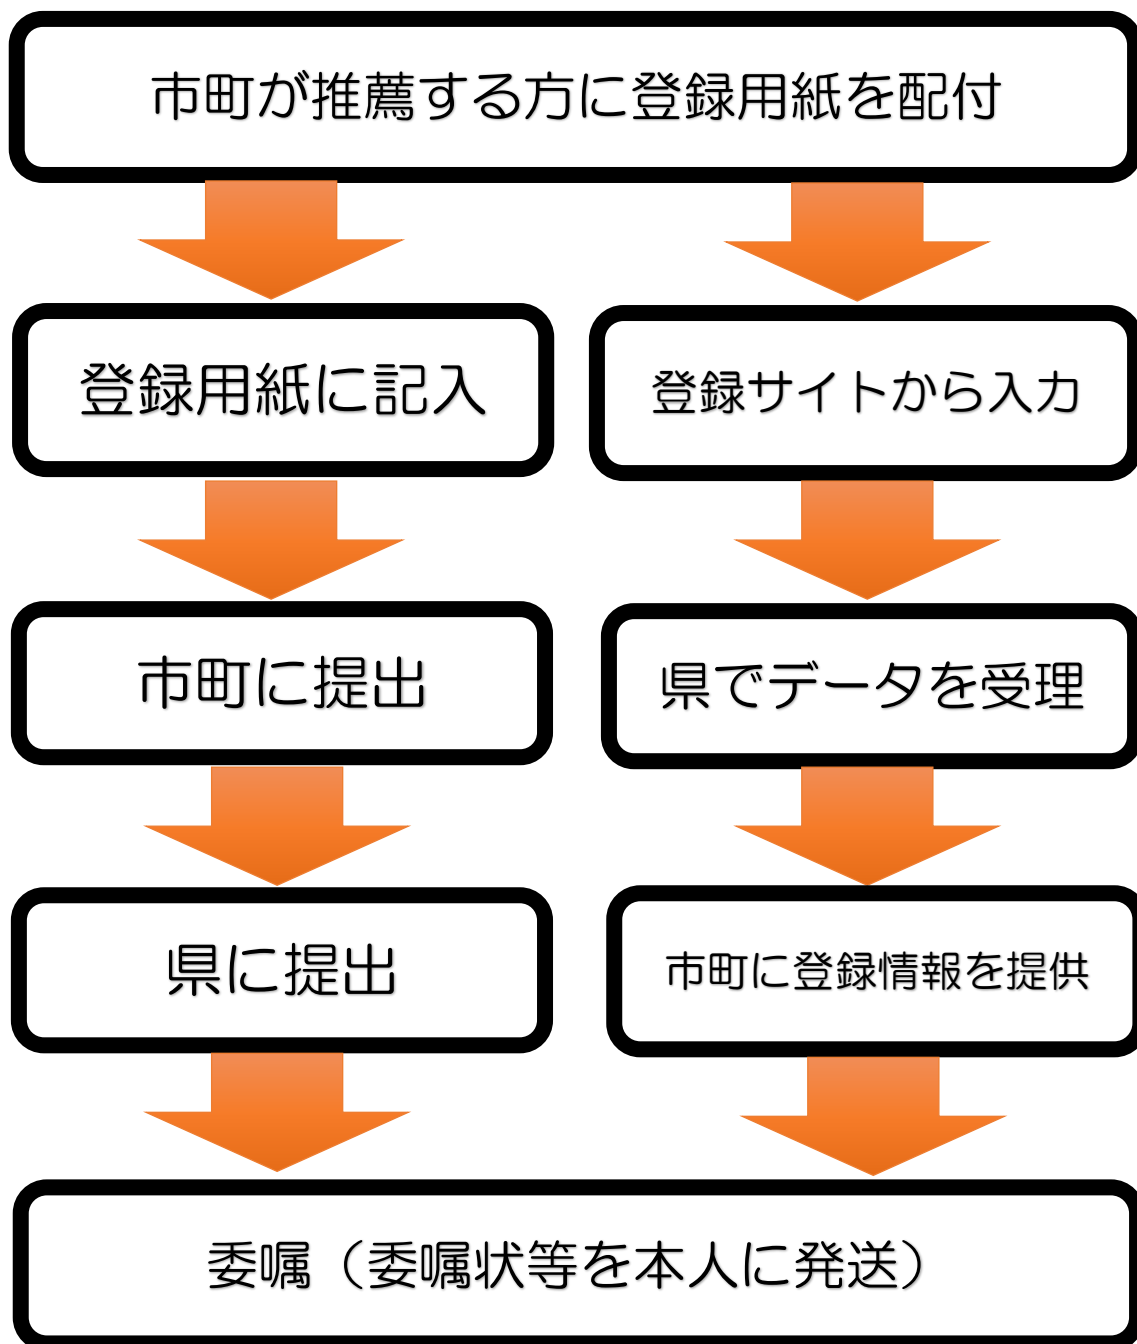 市町が推薦する方に登録用紙を配付
登録用紙に記入
登録サイトから入力
市町に提出
県でデータを受理
県に提出
市町に登録情報を提供
委嘱（委嘱状等を本人に発送）